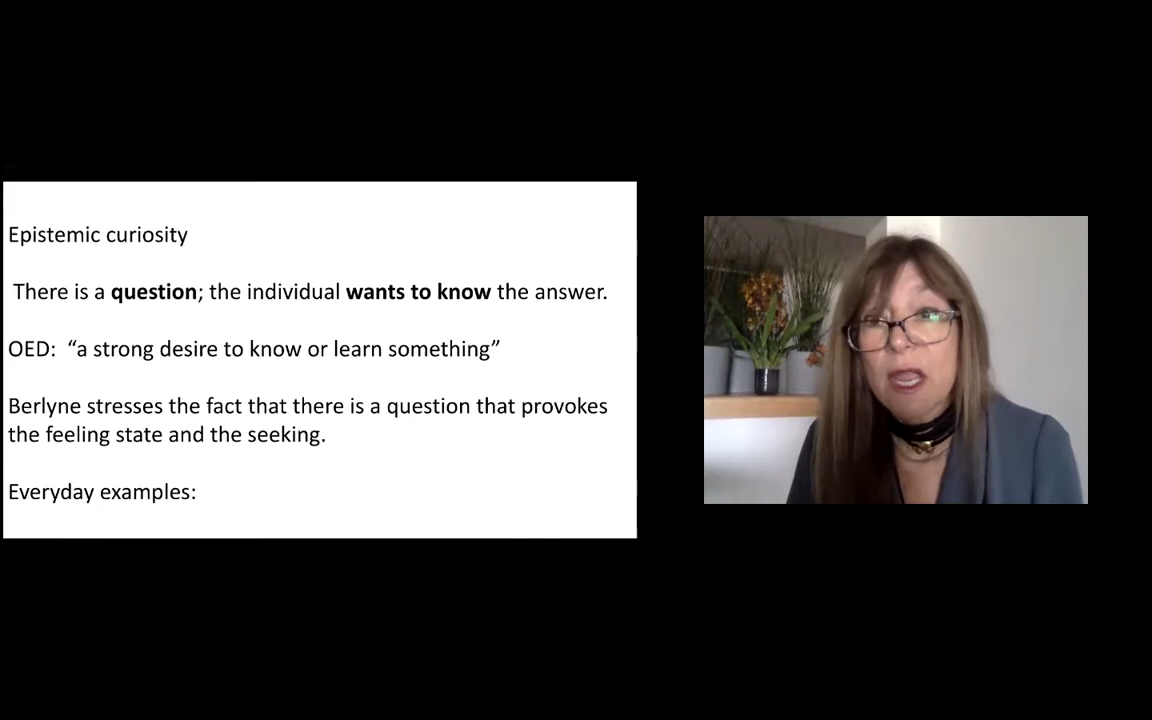 Epistemic curiosity
There is a question; the individual wants to know the answer.
OED: “a strong desire to know or learn something”
Berlyne stresses the fact that there is a question that provokes
the feeling state and the seeking.
Everyday examples: